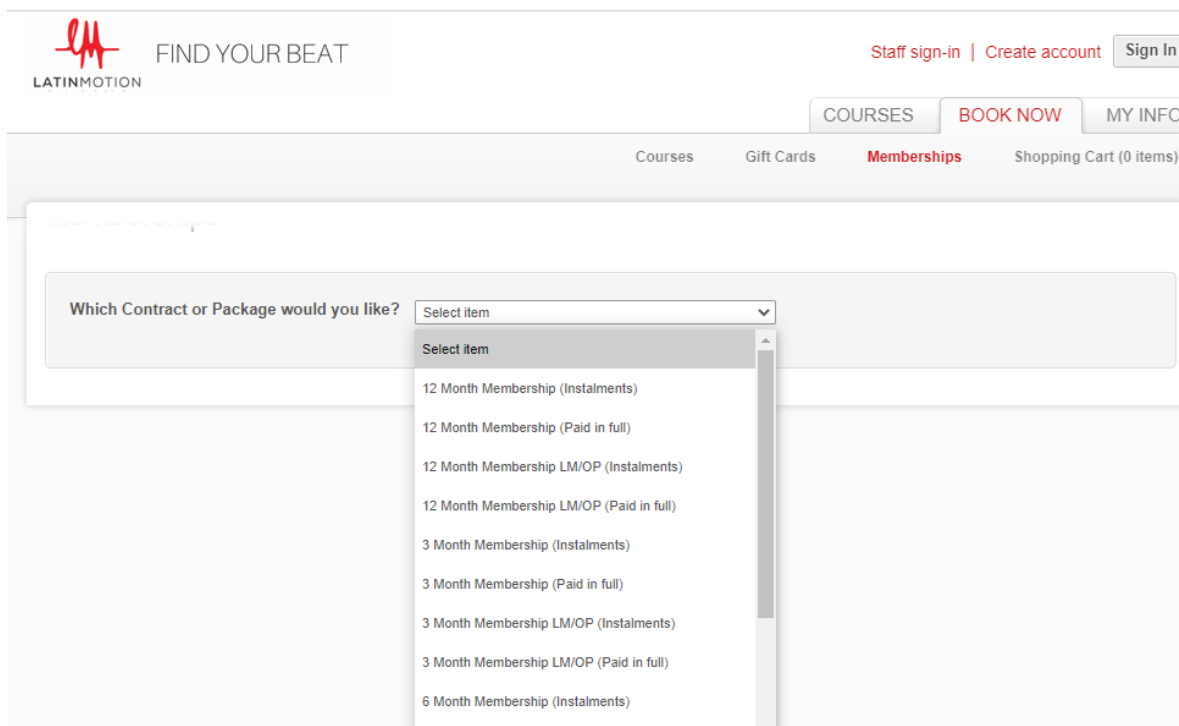 FIND YOUR BEAT
LATINMOTION
Staff sign-in | Create account Sign In
COURSES BOOK NOW MY INFO
Courses Gift Cards Memberships Shopping Cart (0 items)
Which Contract or Package would you like? Select item
Select item
12 Month Membership (Instalments)
12 Month Membership (Paid in full)
12 Month Membership LM/OP (Instalments)
12 Month Membership LM/OP (Paid in full)
3 Month Membership (Instalments)
3 Month Membership (Paid in full)
3 Month Membership LM/OP (Instalments)
3 Month Membership LM/OP (Paid in full)
6 Month Membership (Instalments)